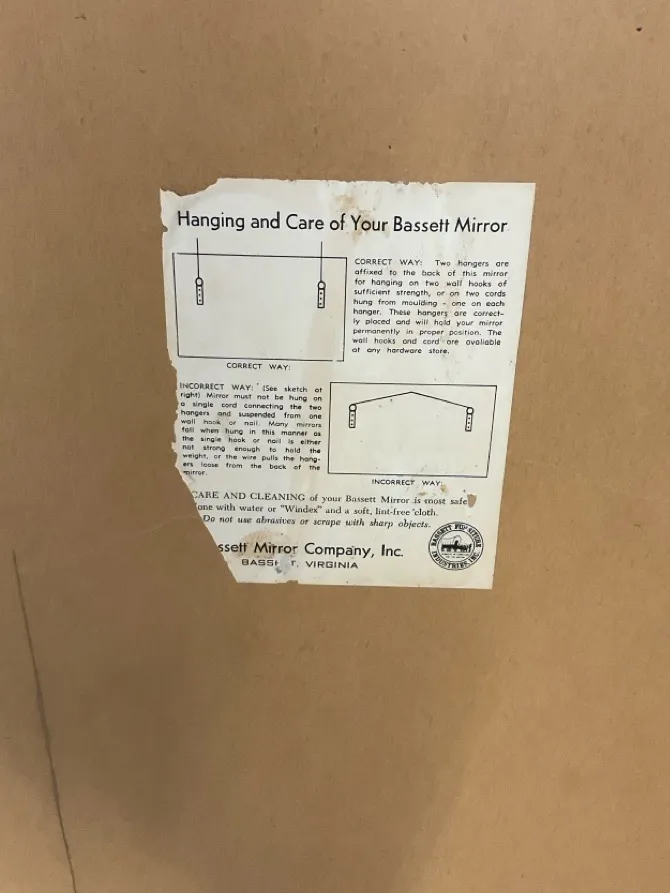 Hanging and Care of Your Bassett Mirror
CORRECT WAY: Two hangers are
affixed to the back of this mirror
for hanging on two wall hooks of
sufficient strength, or on two cords
hung from moulding - one on each
hanger. These hangers are correct-
ly placed and will hold your mirror
permanently in proper position. The
wall hooks and cord are available
at any hardware store.
CORRECT WAY:
INCORRECT WAY: (See sketch at
right) Mirror must not be hung on
a single cord connecting the two
hangers and suspended from one
wall hook or nail. Many mirrors
fall when hung in this manner as
the single hook or nail is either
not strong enough to hold the
weight, or the wire pulls the hang-
ers loose from the back of the
mirror.
INCORRECT WAY:
CARE AND CLEANING of your Bassett Mirror is most safe
one with water or "Windex" and a soft, lint-free cloth.
Do not use abrasives or scrape with sharp objects.
ssett Mirror Company, Inc.
BASSETT, VIRGINIA
BASSETT FURNITURE
INDUSTRIES, INC.